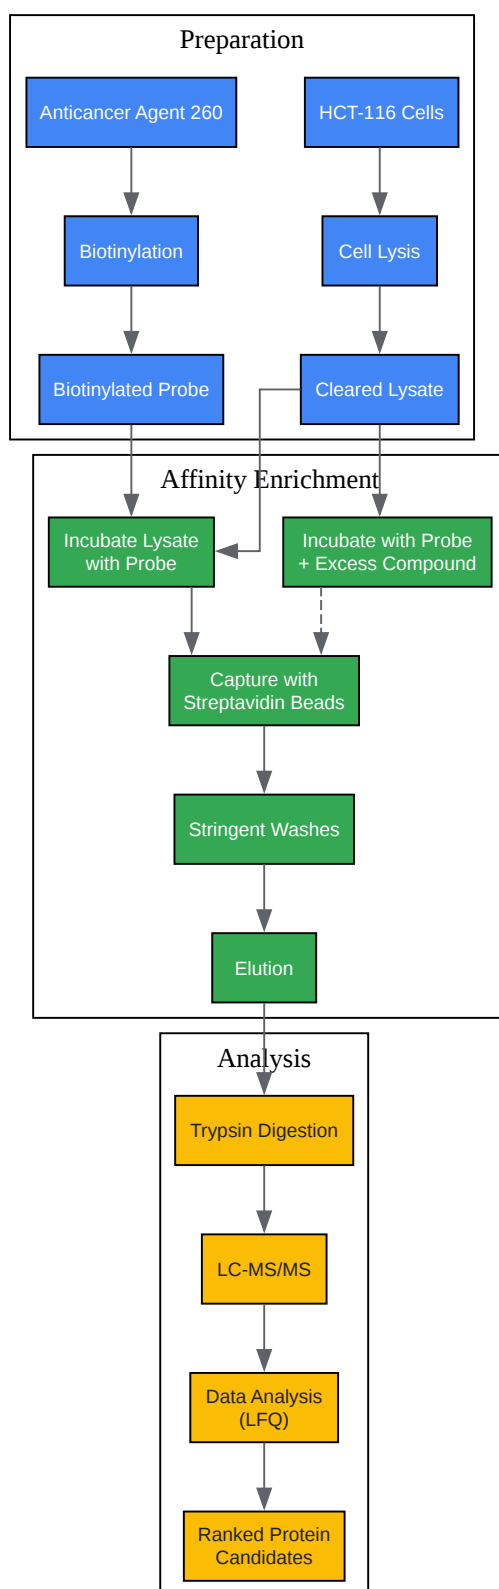 Preparation
Anticancer Agent 260
HCT-116 Cells
Biotinylation
Cell Lysis
Biotinylated Probe
Cleared Lysate
Affinity Enrichment
Incubate Lysate
with Probe
Incubate with Probe
+ Excess Compound
Capture with
Streptavidin Beads
Stringent Washes
Elution
Analysis
Trypsin Digestion
LC-MS/MS
Data Analysis
(LFQ)
Ranked Protein
Candidates